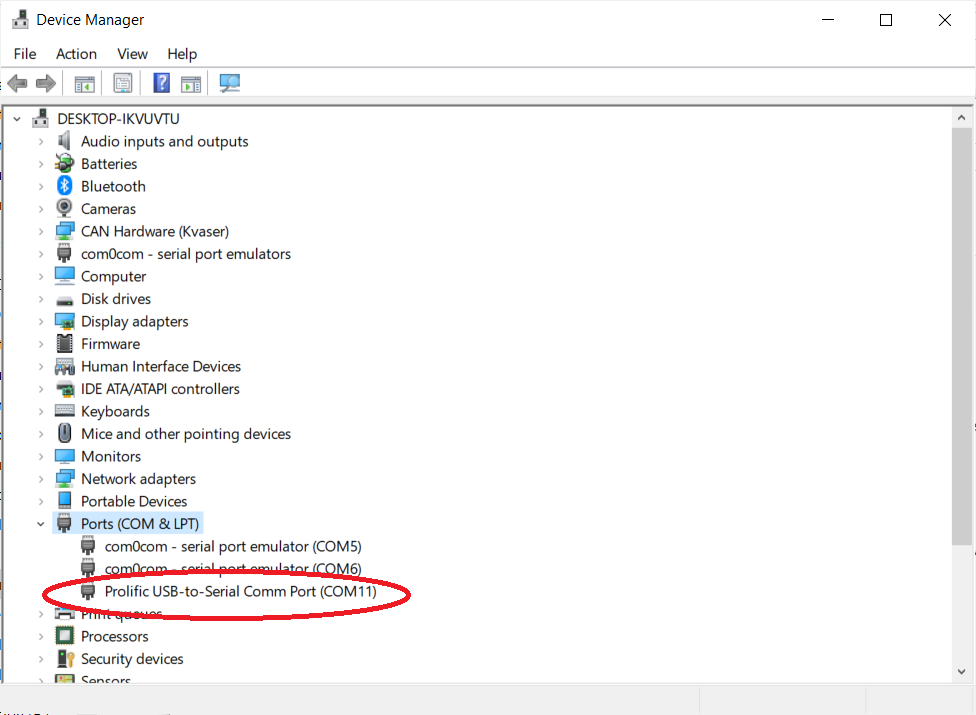 Device Manager
File Action View Help
DESKTOP-IKVUVTU
Audio inputs and outputs
Batteries
Bluetooth
Cameras
CAN Hardware (Kvaser)
com0com - serial port emulators
Computer
Disk drives
Display adapters
Firmware
Human Interface Devices
IDE ATA/ATAPI controllers
Keyboards
Mice and other pointing devices
Monitors
Network adapters
Portable Devices
Ports (COM & LPT)
com0com - serial port emulator (COM5)
com0com - serial port emulator (COM6)
Prolific USB-to-Serial Comm Port (COM11)
Print queues
Processors
Security devices
Sensors